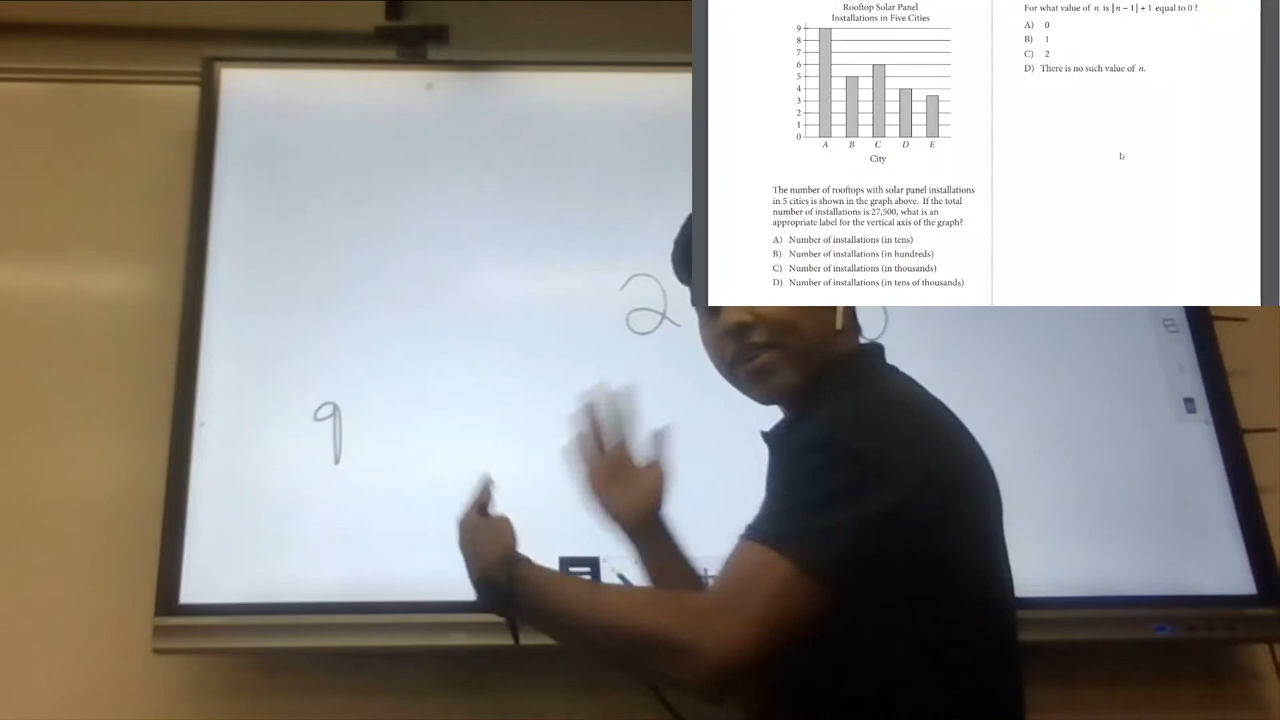 Rooftop Solar Panel
Installations in Five Cities
9
8
7
6
5
4
3
2
1
0
A B C D E
City
The number of rooftops with solar panel installations
in 5 cities is shown in the graph above. If the total
number of installations is 27,500, what is an
appropriate label for the vertical axis of the graph?
A) Number of installations (in tens)
B) Number of installations (in hundreds)
C) Number of installations (in thousands)
D) Number of installations (in tens of thousands)
For what value of n is |n − 1| + 1 equal to 0 ?
A) 0
B) 1
C) 2
D) There is no such value of n.
2
9